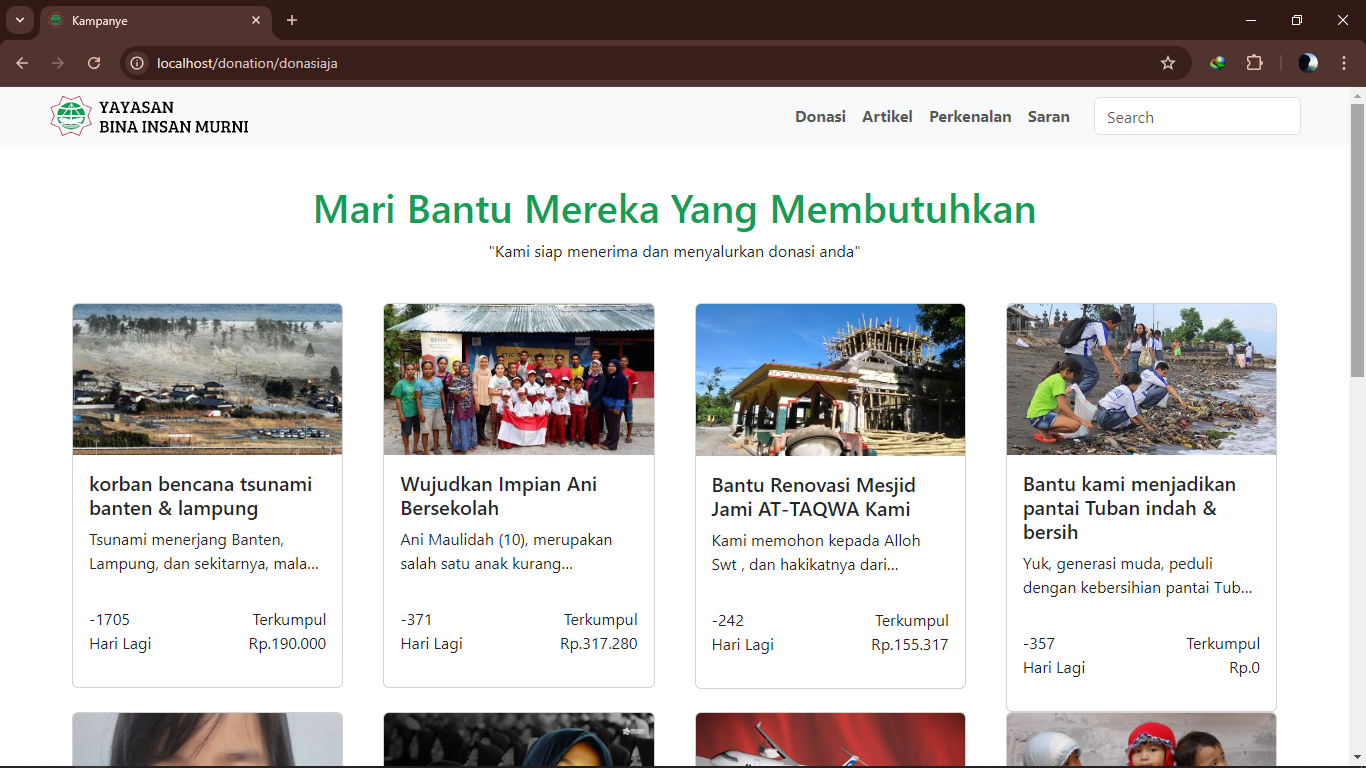 Kampanye
localhost/donation/donasiaja
YAYASAN
BINA INSAN MURNI
Donasi Artikel Perkenalan Saran Search
Mari Bantu Mereka Yang Membutuhkan
"Kami siap menerima dan menyalurkan donasi anda"
korban bencana tsunami
banten & lampung
Tsunami menerjang Banten,
Lampung, dan sekitarnya, mala...
-1705 Terkumpul
Hari Lagi Rp.190.000
Wujudkan Impian Ani
Bersekolah
Ani Maulidah (10), merupakan
salah satu anak kurang...
-371 Terkumpul
Hari Lagi Rp.317.280
Bantu Renovasi Mesjid
Jami AT-TAQWA Kami
Kami memohon kepada Alloh
Swt , dan hakikatnya dari...
-242 Terkumpul
Hari Lagi Rp.155.317
Bantu kami menjadikan
pantai Tuban indah &
bersih
Yuk, generasi muda, peduli
dengan kebersihian pantai Tub...
-357 Terkumpul
Hari Lagi Rp.0